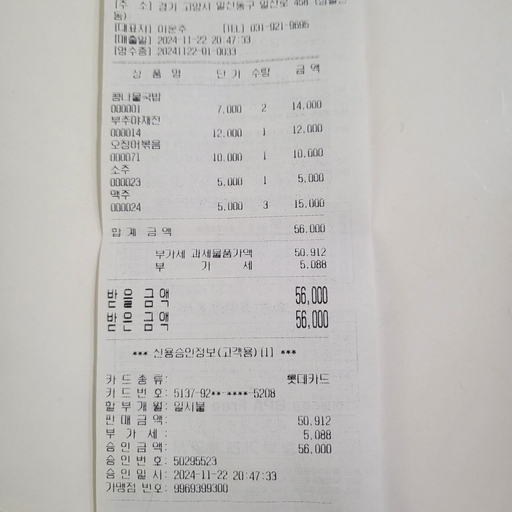 [주 소] 경기 고양시 일산동구 일산로 458
[대표자] 이문주 [TEL] 031-921-9695
[매출일] 2024-11-22 20:47:33
[영수증] 20241122-01-0033
상 품 명 단가 수량 금액
콩나물국밥
000001 7,000 2 14,000
부추야채전
000014 12,000 1 12,000
오징어볶음
000071 10,000 1 10,000
소주
000023 5,000 1 5,000
맥주
000024 5,000 3 15,000
합계금액 56,000
부가세 과세물품가액 50,912
부 가 세 5,088
받을금액 56,000
받은금액 56,000
*** 신용승인정보(고객용)[1] ***
카드종류: 롯데카드
카드번호: 5137-92**-****-5208
할부개월: 일시불
판매금액: 50,912
부 가 세: 5,088
승인금액: 56,000
승인번호: 50295523
승인일시: 2024-11-22 20:47:33
가맹점 번호: 9969399300